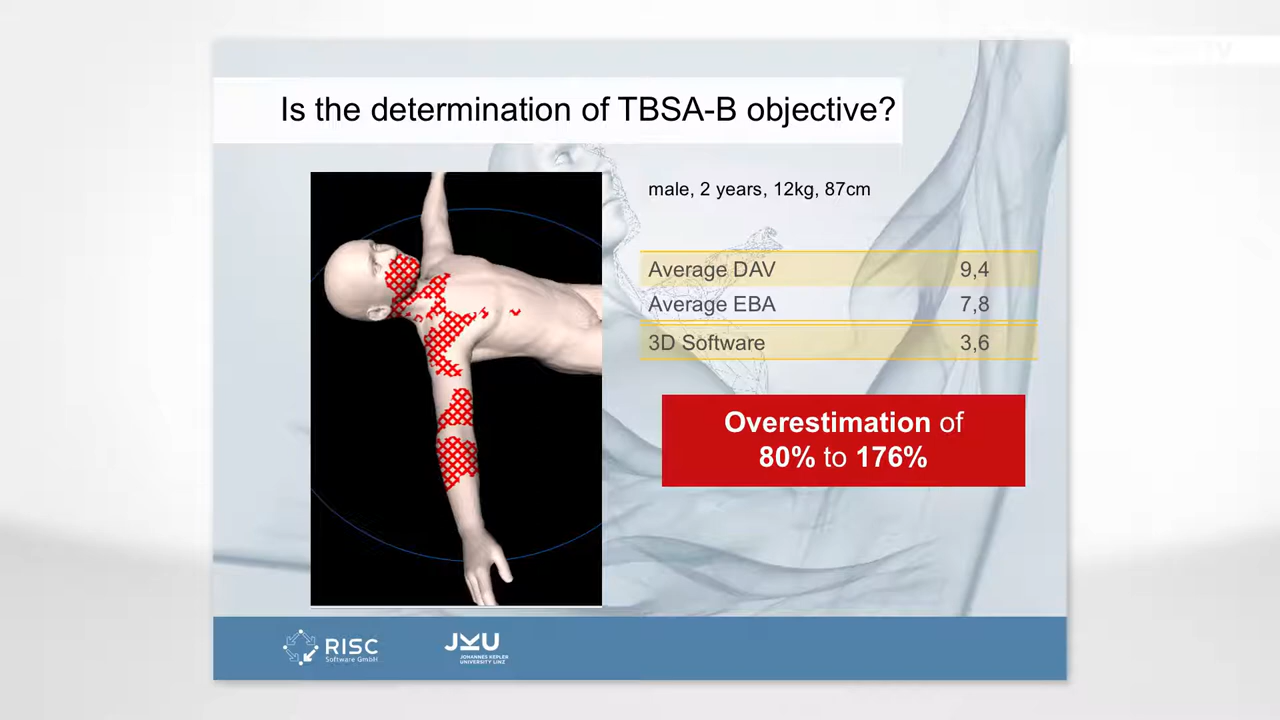 Is the determination of TBSA-B objective?
male, 2 years, 12kg, 87cm
Average DAV 9,4
Average EBA 7,8
3D Software 3,6
Overestimation of
80% to 176%
RISC
Software GmbH
JKU
JOHANNES KEPLER
UNIVERSITY LINZ